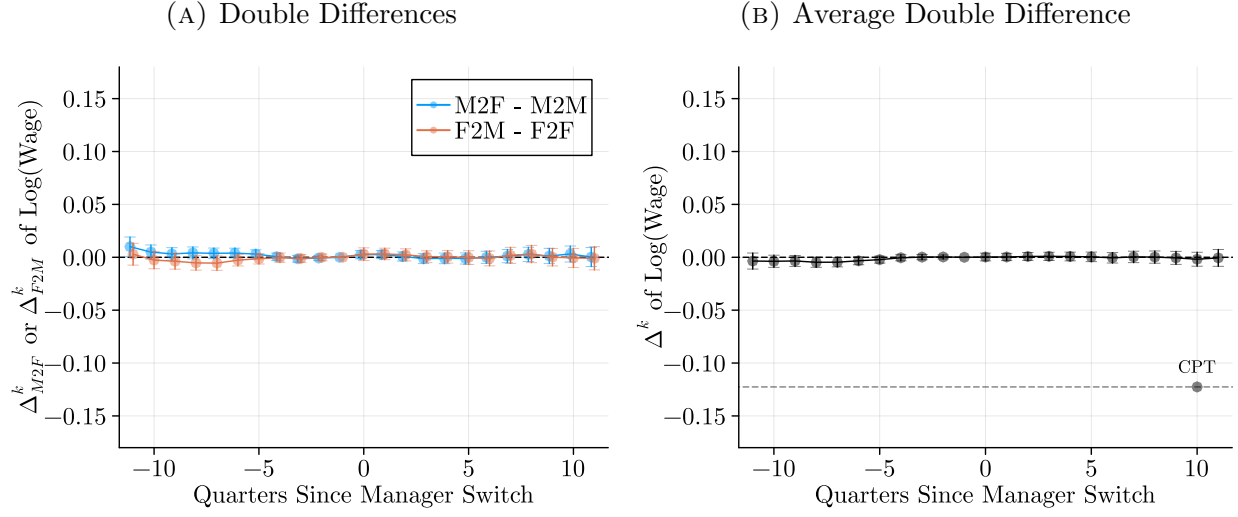 (A) Double Differences
Δ^k_{M2F} or Δ^k_{F2M} of Log(Wage)
0.15
0.10
0.05
0.00
−0.05
−0.10
−0.15
M2F - M2M
F2M - F2F
−10 −5 0 5 10
Quarters Since Manager Switch
(B) Average Double Difference
Δ^k of Log(Wage)
0.15
0.10
0.05
0.00
−0.05
−0.10
−0.15
CPT
−10 −5 0 5 10
Quarters Since Manager Switch